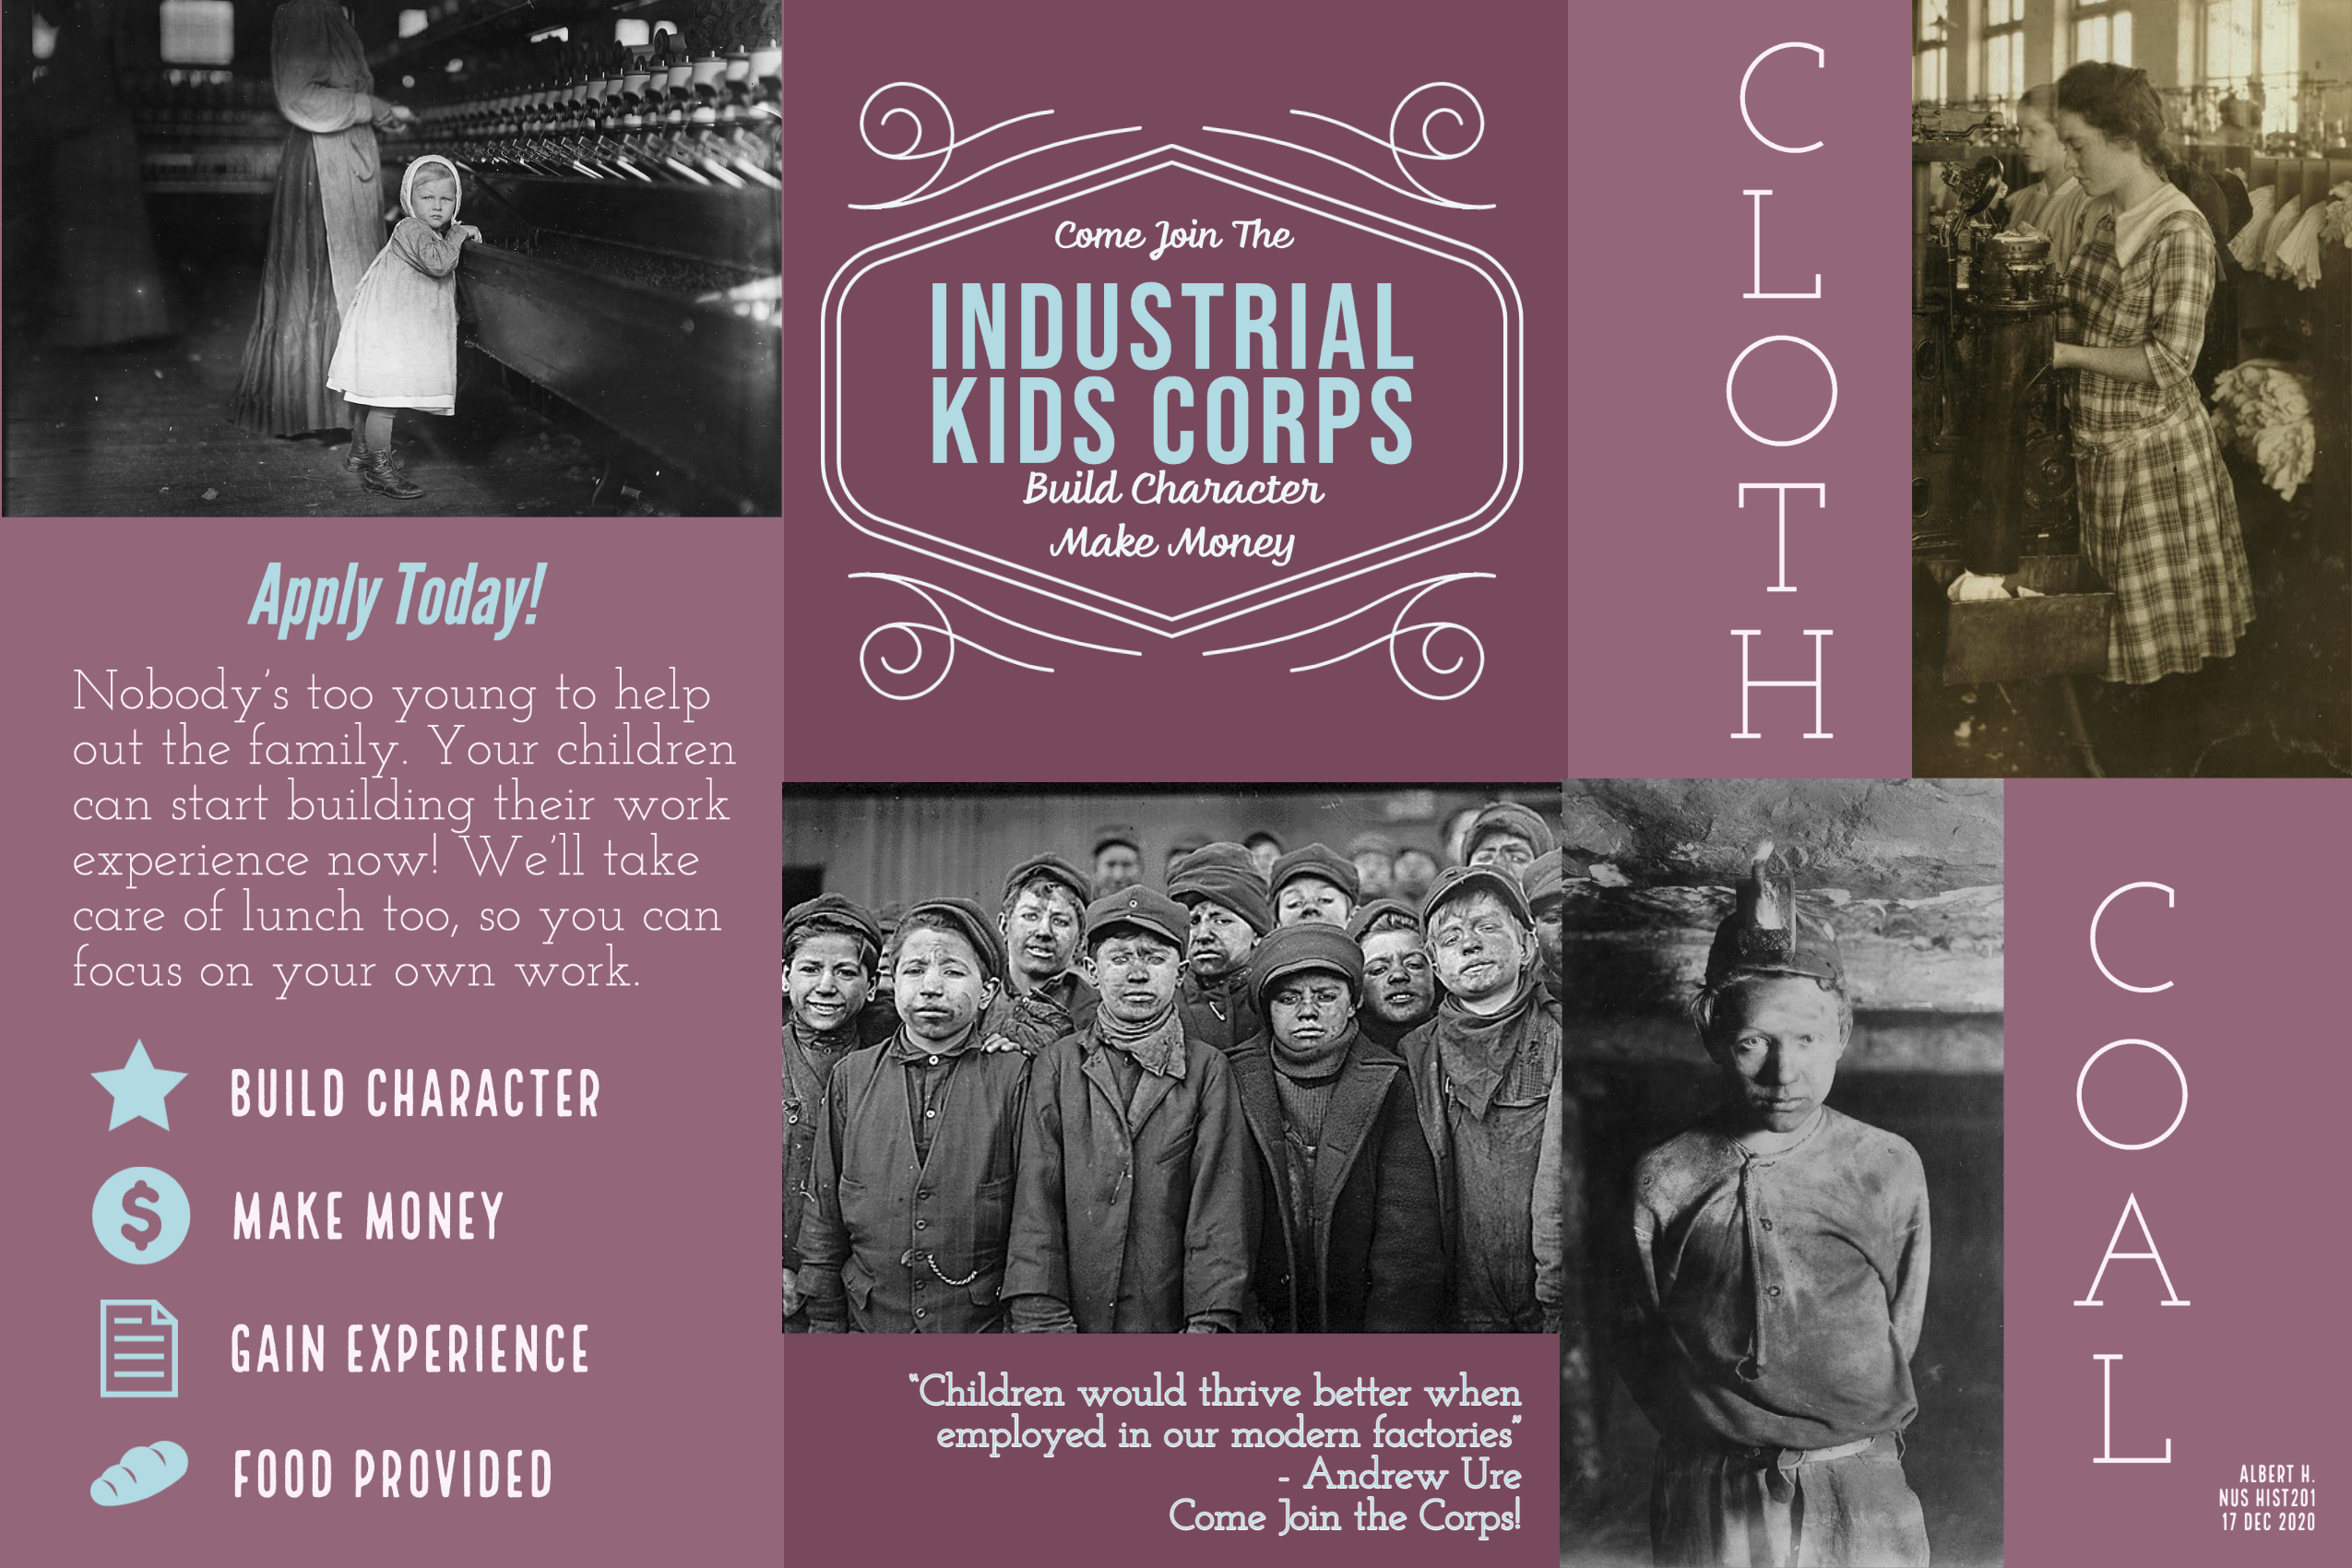 Come Join The
INDUSTRIAL
KIDS CORPS
Build Character
Make Money
Apply Today!
Nobody's too young to help
out the family. Your children
can start building their work
experience now! We'll take
care of lunch too, so you can
focus on your own work.
BUILD CHARACTER
$
MAKE MONEY
GAIN EXPERIENCE
FOOD PROVIDED
"Children would thrive better when
employed in our modern factories"
- Andrew Ure
Come Join the Corps!
CLOTH
COAL
ALBERT H.
NUS HIST201
17 DEC 2020